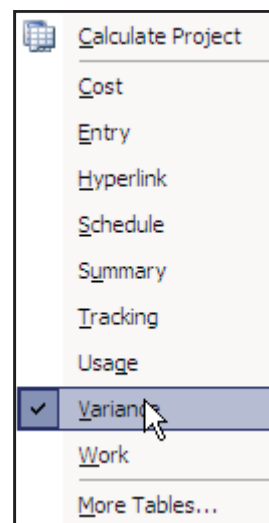 Calculate Project
Cost
Entry
Hyperlink
Schedule
Summary
Tracking
Usage
Variance
Work
More Tables...